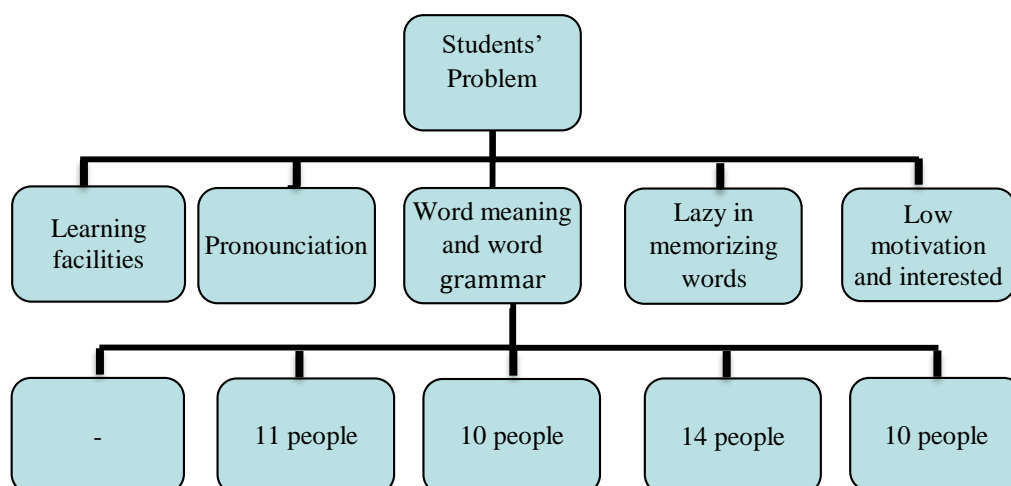 Students’
Problem
Learning
facilities
Pronounciation
Word meaning
and word
grammar
Lazy in
memorizing
words
Low
motivation
and interested
-
11 people
10 people
14 people
10 people